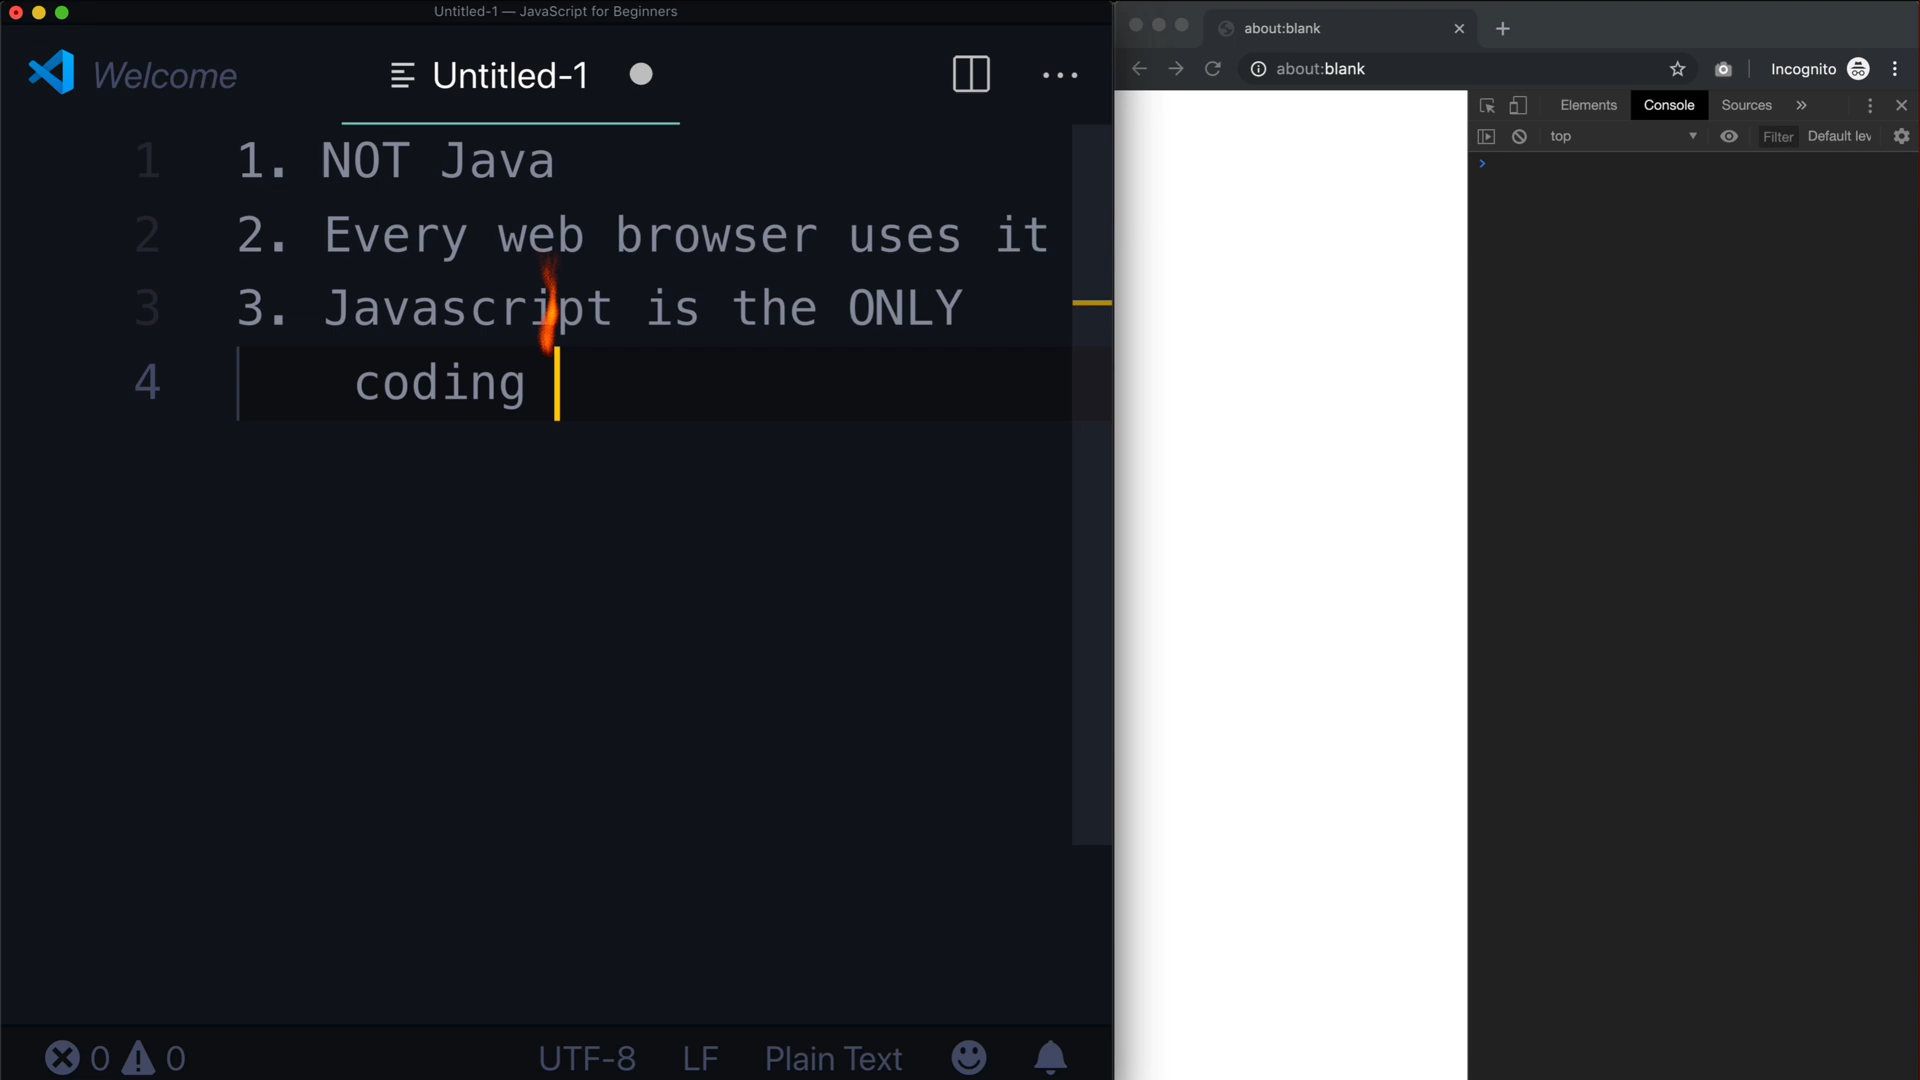 Untitled-1 — JavaScript for Beginners
Welcome
Untitled-1
1 1. NOT Java
2 2. Every web browser uses it
3 3. Javascript is the ONLY
4 coding
0 0 UTF-8 LF Plain Text
about:blank
about:blank
Incognito
Elements Console Sources »
top Filter Default lev